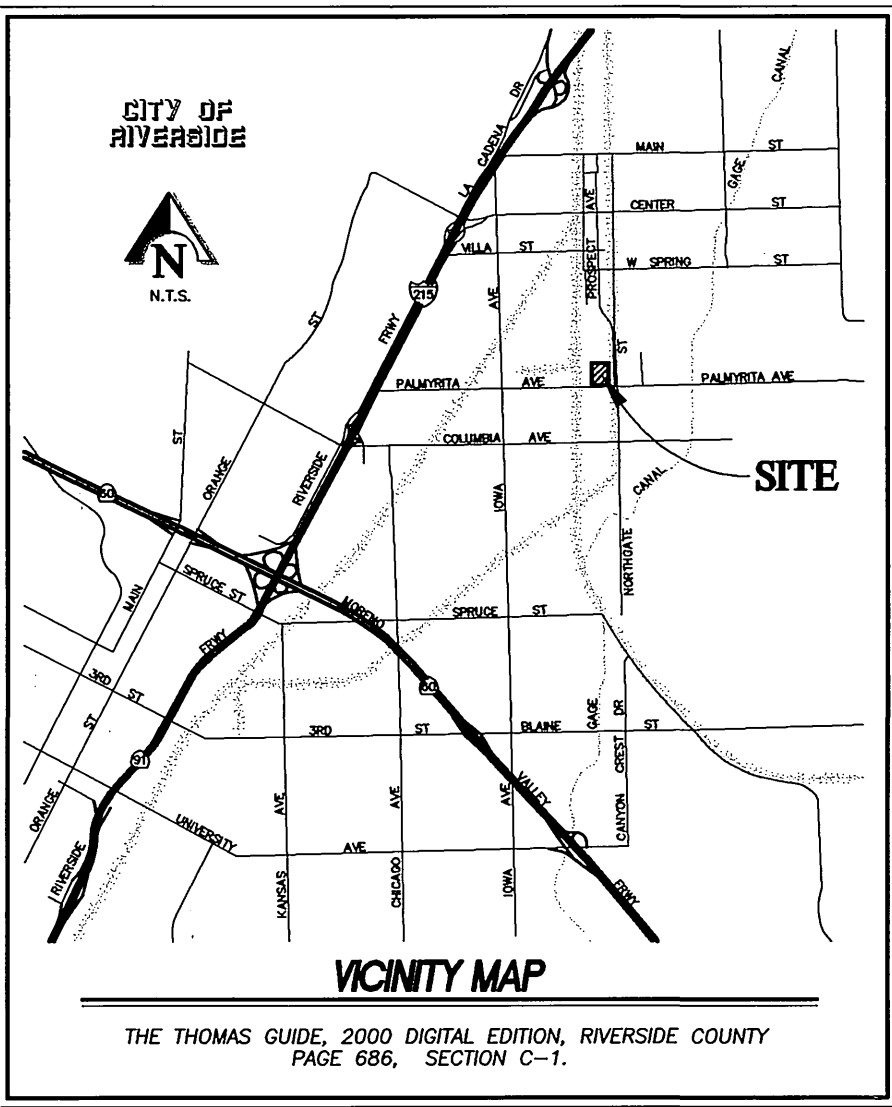 CITY OF
RIVERSIDE
N
N.T.S.
LA CADENA DR
GAGE CANAL
MAIN ST
PROSPECT AVE
CENTER ST
VILLA ST
W SPRING ST
215
FRWY
AVE
ST
ST
PALMYRITA AVE
PALMYRITA AVE
COLUMBIA AVE
SITE
ST
ORANGE
RIVERSIDE
IOWA
CANAL
60
NORTHGATE
MAIN
SPRUCE ST
MORENO
SPRUCE ST
FRWY
3RD ST
60
GAGE
CANYON CREST DR
3RD ST
BLAINE ST
ST
91
VALLEY
ORANGE
AVE
AVE
AVE
UNIVERSITY AVE
RIVERSIDE
KANSAS
CHICAGO
IOWA
FRWY
VICINITY MAP
THE THOMAS GUIDE, 2000 DIGITAL EDITION, RIVERSIDE COUNTY
PAGE 686, SECTION C-1.